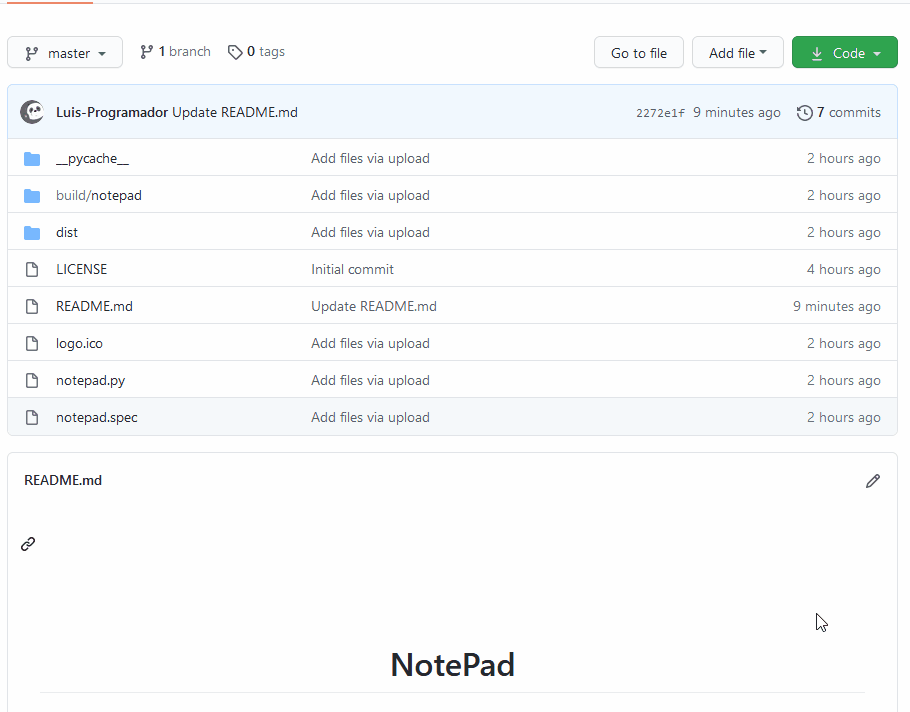 master 1 branch 0 tags Go to file Add file Code
Luis-Programador Update README.md 2272e1f 9 minutes ago 7 commits
__pycache__ Add files via upload 2 hours ago
build/notepad Add files via upload 2 hours ago
dist Add files via upload 2 hours ago
LICENSE Initial commit 4 hours ago
README.md Update README.md 9 minutes ago
logo.ico Add files via upload 2 hours ago
notepad.py Add files via upload 2 hours ago
notepad.spec Add files via upload 2 hours ago
README.md
NotePad